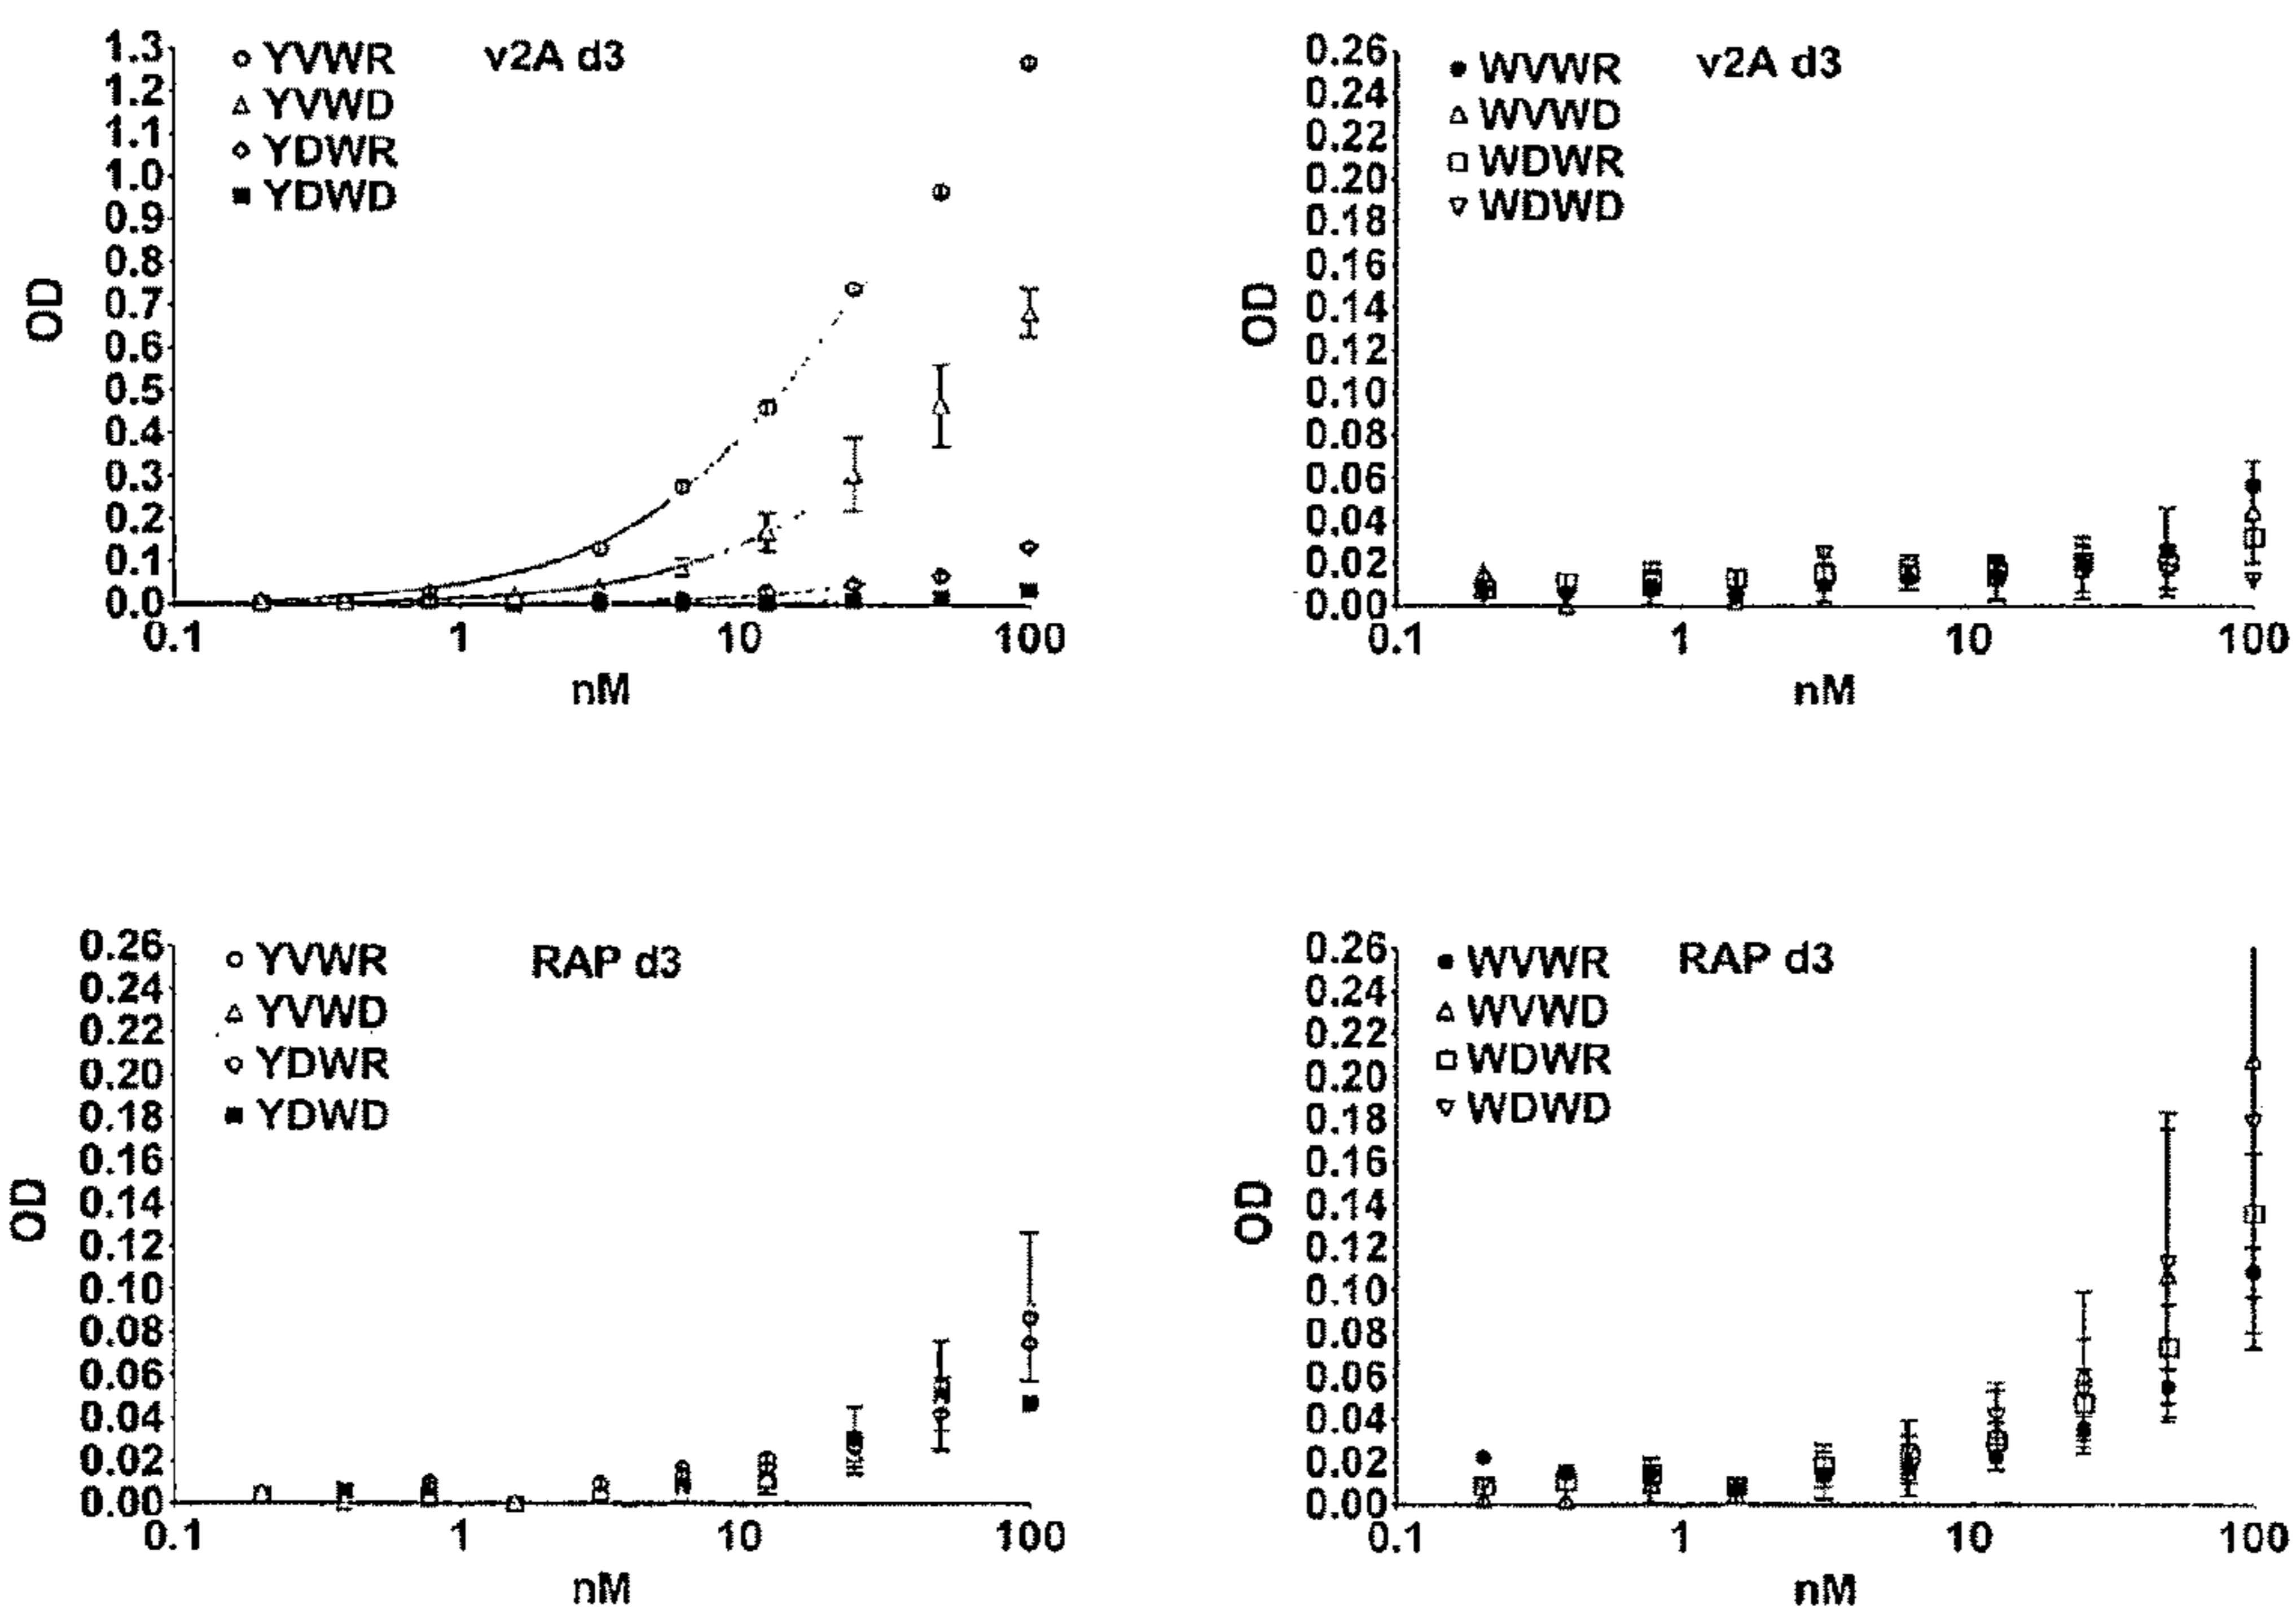 v2A d3
YVWR
YVWD
YDWR
YDWD
OD
1.3
1.2
1.1
1.0
0.9
0.8
0.7
0.6
0.5
0.4
0.3
0.2
0.1
0.0
0.1
1
10
100
nM
v2A d3
WVWR
WVWD
WDWR
WDWD
OD
0.26
0.24
0.22
0.20
0.18
0.16
0.14
0.12
0.10
0.08
0.06
0.04
0.02
0.00
0.1
1
10
100
nM
RAP d3
YVWR
YVWD
YDWR
YDWD
OD
0.26
0.24
0.22
0.20
0.18
0.16
0.14
0.12
0.10
0.08
0.06
0.04
0.02
0.00
0.1
1
10
100
nM
RAP d3
WVWR
WVWD
WDWR
WDWD
OD
0.26
0.24
0.22
0.20
0.18
0.16
0.14
0.12
0.10
0.08
0.06
0.04
0.02
0.00
0.1
1
10
100
nM